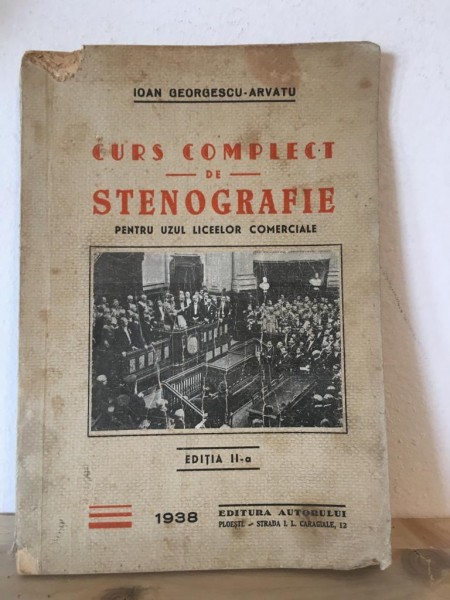 IOAN GEORGESCU-ARVATU
CURS COMPLECT
DE
STENOGRAFIE
PENTRU UZUL LICEELOR COMERCIALE
EDIȚIA II-a
1938
EDITURA AUTORULUI
PLOEȘTI — STRADA I. L. CARAGIALE, 12